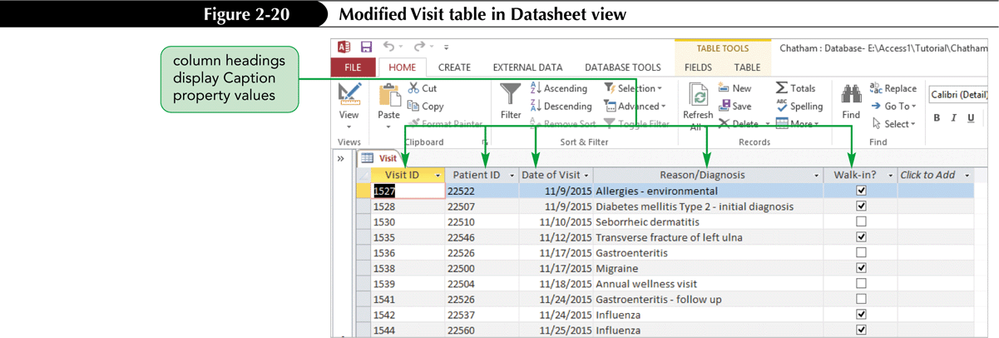 Figure 2-20 Modified Visit table in Datasheet view
column headings
display Caption
property values
TABLE TOOLS Chatham : Database- E:\Access1\Tutorial\Chatham
FILE HOME CREATE EXTERNAL DATA DATABASE TOOLS FIELDS TABLE
View
Paste
Cut
Copy
Format Painter
Filter
Ascending
Descending
Remove Sort
Selection
Advanced
Toggle Filter
Refresh
All
New
Save
Delete
Totals
Spelling
More
Find
Replace
Go To
Select
Calibri (Detail)
B I U
Views Clipboard Sort & Filter Records Find
» Visit
Visit ID Patient ID Date of Visit Reason/Diagnosis Walk-in? Click to Add
1527 22522 11/9/2015 Allergies - environmental
1528 22507 11/9/2015 Diabetes mellitis Type 2 - initial diagnosis
1530 22510 11/10/2015 Seborrheic dermatitis
1535 22546 11/12/2015 Transverse fracture of left ulna
1536 22526 11/17/2015 Gastroenteritis
1538 22500 11/17/2015 Migraine
1539 22504 11/18/2015 Annual wellness visit
1541 22526 11/24/2015 Gastroenteritis - follow up
1542 22537 11/24/2015 Influenza
1544 22560 11/25/2015 Influenza